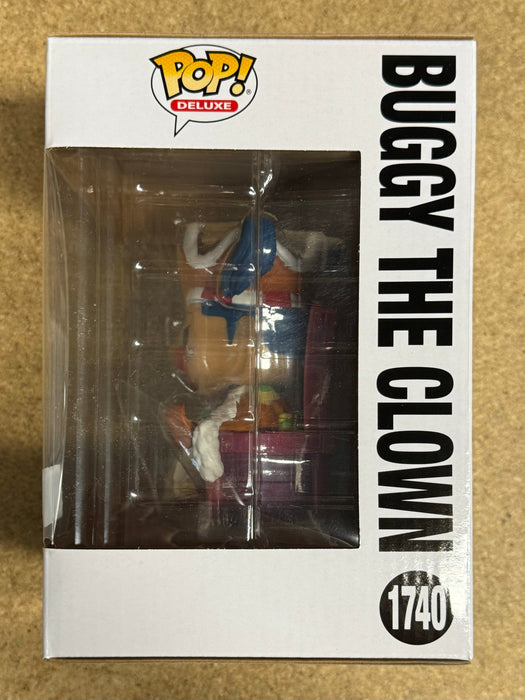 POP!
DELUXE
BUGGY THE CLOWN
1740